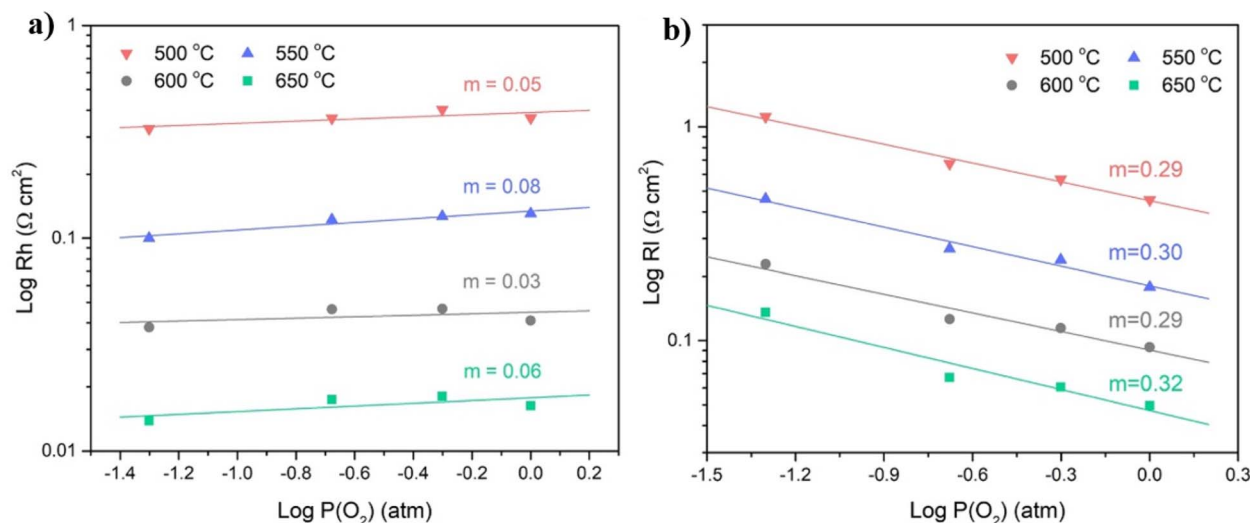 a)
500 °C 550 °C
600 °C 650 °C
m = 0.05
m = 0.08
m = 0.03
m = 0.06
1
0.1
0.01
Log Rh (Ω cm²)
-1.4 -1.2 -1.0 -0.8 -0.6 -0.4 -0.2 0.0 0.2
Log P(O₂) (atm)
b)
500 °C 550 °C
600 °C 650 °C
m=0.29
m=0.30
m=0.29
m=0.32
1
0.1
Log Rl (Ω cm²)
-1.5 -1.2 -0.9 -0.6 -0.3 0.0 0.3
Log P(O₂) (atm)